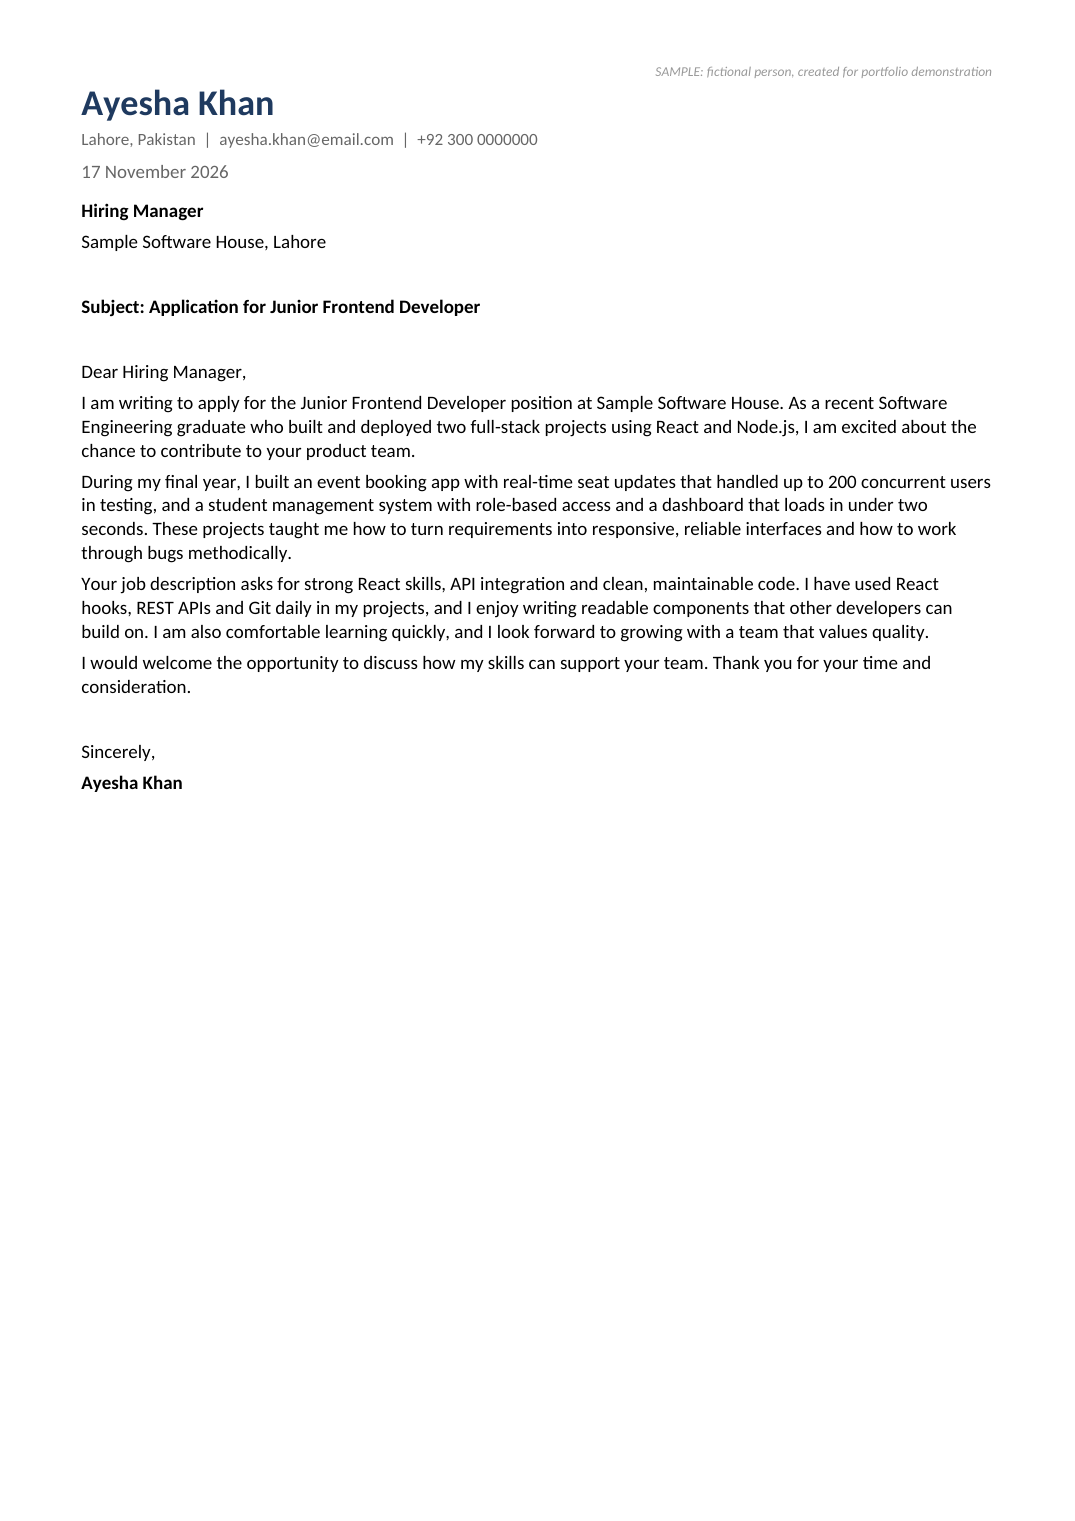 SAMPLE: fictional person, created for portfolio demonstration
Ayesha Khan
Lahore, Pakistan | ayesha.khan@email.com | +92 300 0000000
17 November 2026
Hiring Manager
Sample Software House, Lahore
Subject: Application for Junior Frontend Developer
Dear Hiring Manager,
I am writing to apply for the Junior Frontend Developer position at Sample Software House. As a recent Software
Engineering graduate who built and deployed two full-stack projects using React and Node.js, I am excited about the
chance to contribute to your product team.
During my final year, I built an event booking app with real-time seat updates that handled up to 200 concurrent users
in testing, and a student management system with role-based access and a dashboard that loads in under two
seconds. These projects taught me how to turn requirements into responsive, reliable interfaces and how to work
through bugs methodically.
Your job description asks for strong React skills, API integration and clean, maintainable code. I have used React
hooks, REST APIs and Git daily in my projects, and I enjoy writing readable components that other developers can
build on. I am also comfortable learning quickly, and I look forward to growing with a team that values quality.
I would welcome the opportunity to discuss how my skills can support your team. Thank you for your time and
consideration.
Sincerely,
Ayesha Khan